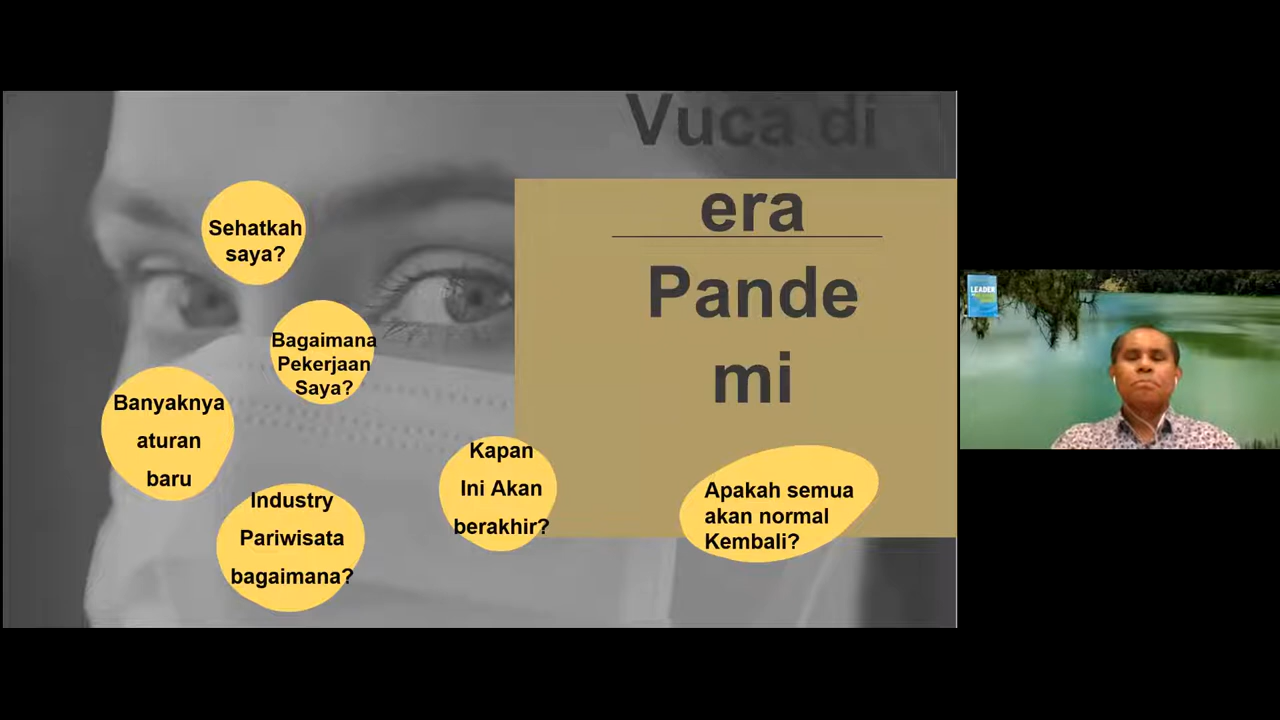 Vuca di
era
Pande
mi
Sehatkah
saya?
Bagaimana
Pekerjaan
Saya?
Banyaknya
aturan
baru
Industry
Pariwisata
bagaimana?
Kapan
Ini Akan
berakhir?
Apakah semua
akan normal
Kembali?
LEADER